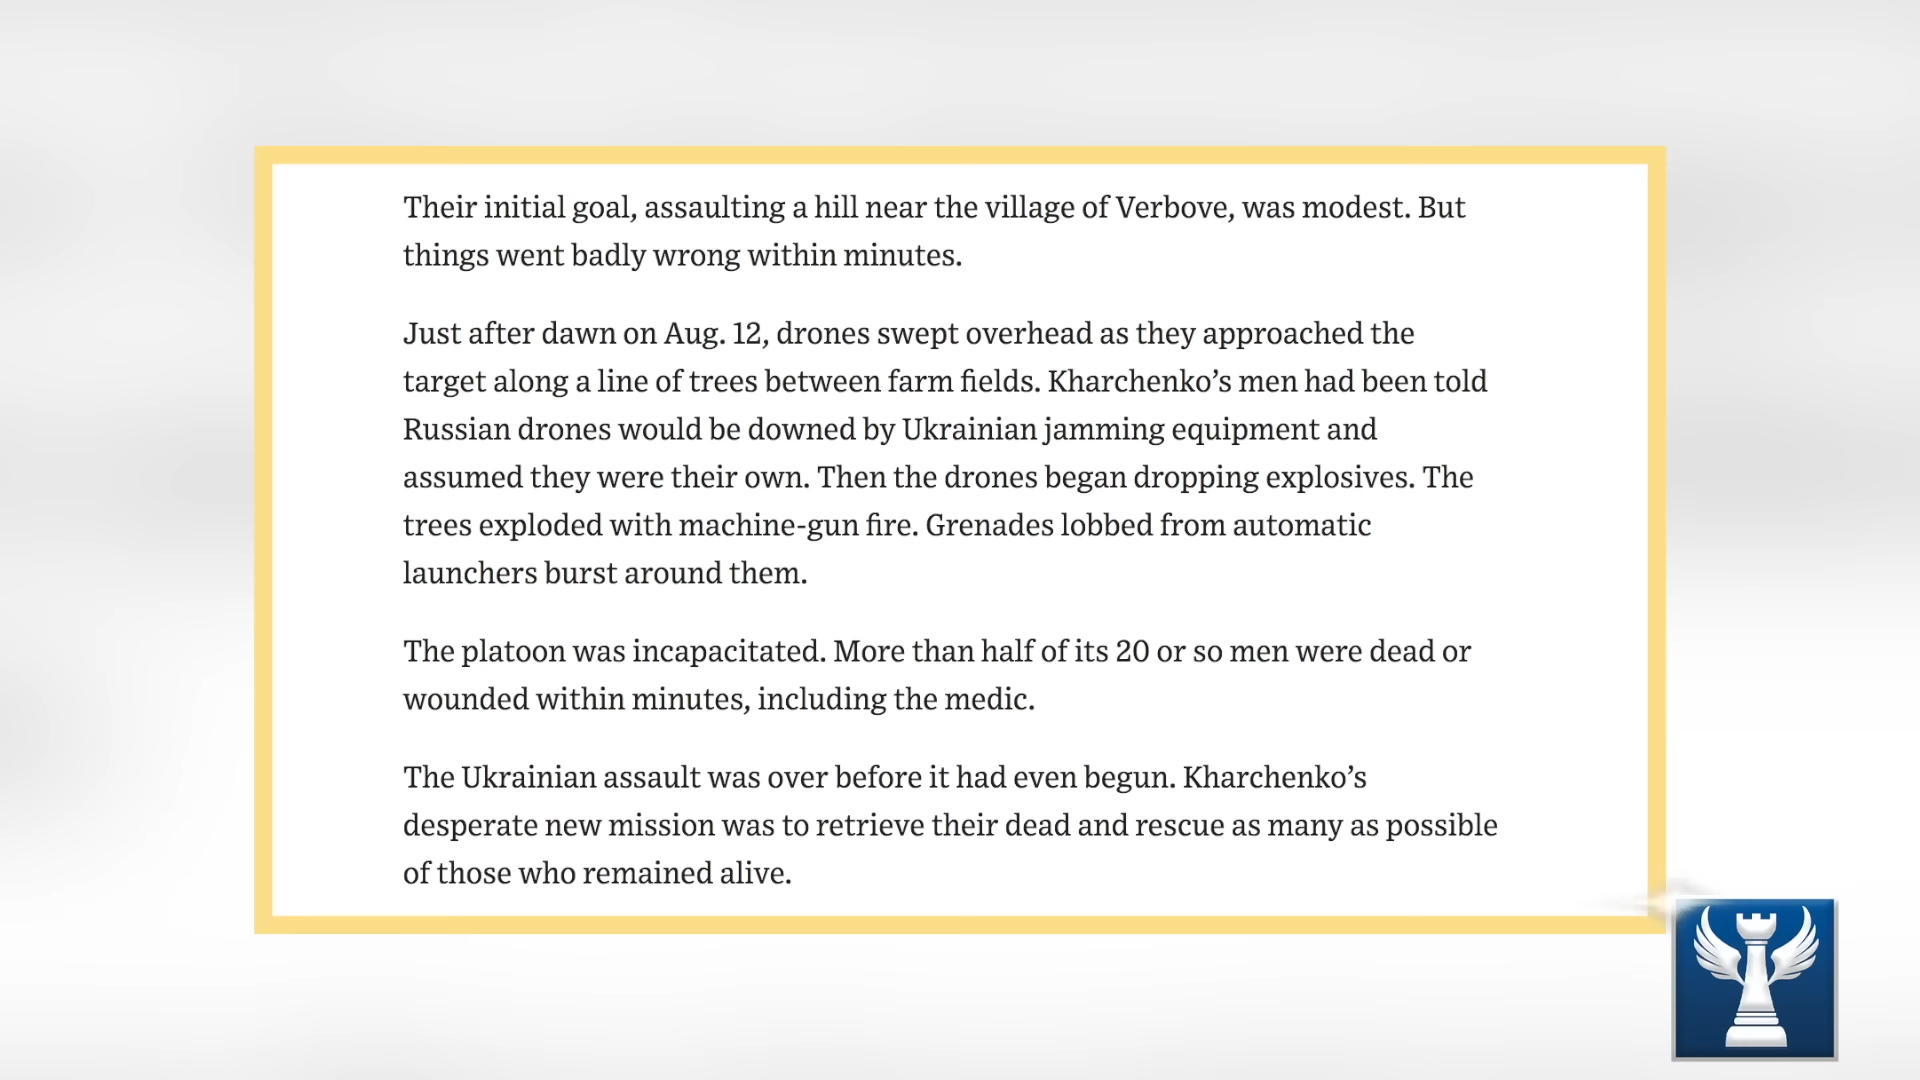 Their initial goal, assaulting a hill near the village of Verbove, was modest. But
things went badly wrong within minutes.
Just after dawn on Aug. 12, drones swept overhead as they approached the
target along a line of trees between farm fields. Kharchenko’s men had been told
Russian drones would be downed by Ukrainian jamming equipment and
assumed they were their own. Then the drones began dropping explosives. The
trees exploded with machine-gun fire. Grenades lobbed from automatic
launchers burst around them.
The platoon was incapacitated. More than half of its 20 or so men were dead or
wounded within minutes, including the medic.
The Ukrainian assault was over before it had even begun. Kharchenko’s
desperate new mission was to retrieve their dead and rescue as many as possible
of those who remained alive.